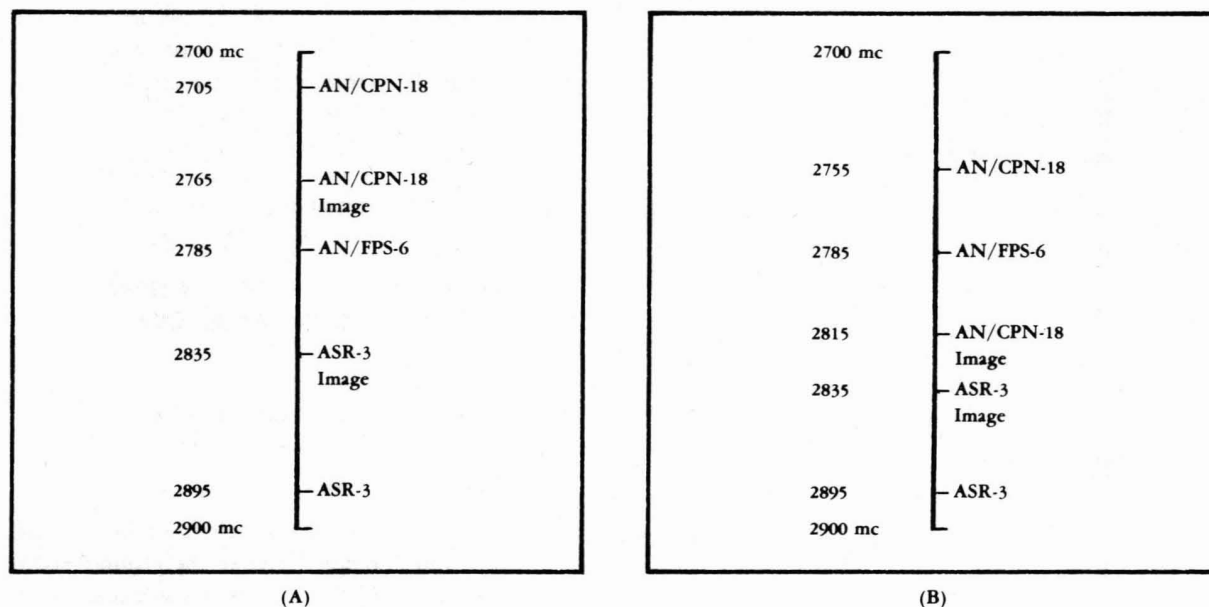 2700 mc
2705 AN/CPN-18
2765 AN/CPN-18
Image
2785 AN/FPS-6
2835 ASR-3
Image
2895 ASR-3
2900 mc
(A)
2700 mc
2755 AN/CPN-18
2785 AN/FPS-6
2815 AN/CPN-18
Image
2835 ASR-3
Image
2895 ASR-3
2900 mc
(B)